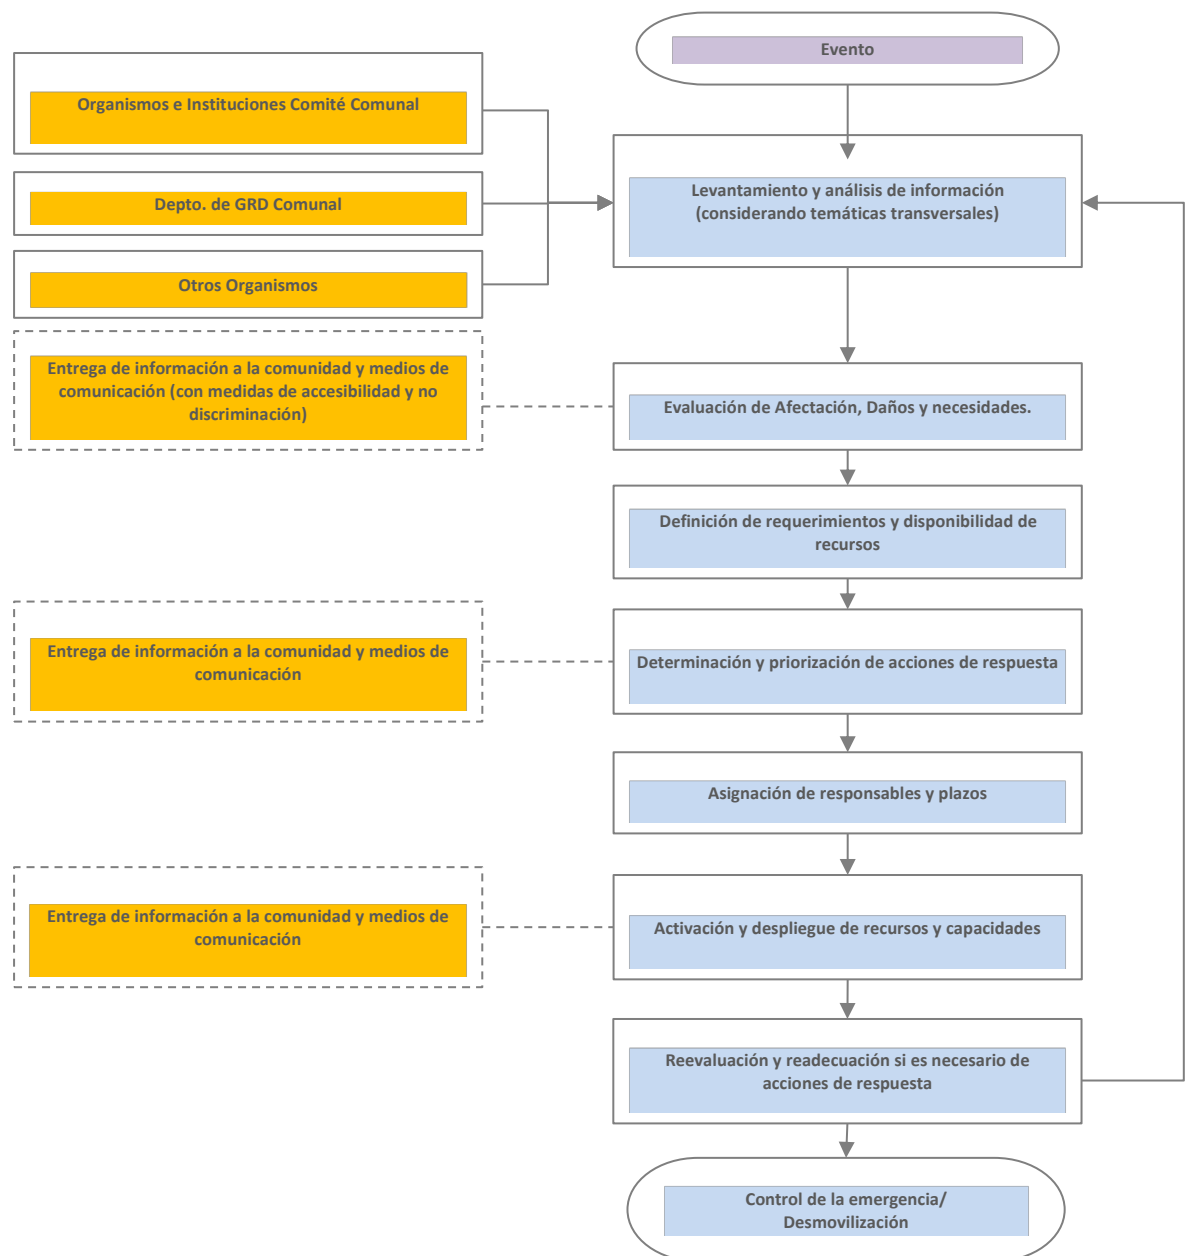 Evento
Organismos e Instituciones Comité Comunal
Levantamiento y análisis de información
(considerando temáticas transversales)
Depto. de GRD Comunal
Otros Organismos
Entrega de información a la comunidad y medios de
comunicación (con medidas de accesibilidad y no
discriminación)
Evaluación de Afectación, Daños y necesidades.
Definición de requerimientos y disponibilidad de
recursos
Entrega de información a la comunidad y medios de
comunicación
Determinación y priorización de acciones de respuesta
Asignación de responsables y plazos
Entrega de información a la comunidad y medios de
comunicación
Activación y despliegue de recursos y capacidades
Reevaluación y readecuación si es necesario de
acciones de respuesta
Control de la emergencia/
Desmovilización